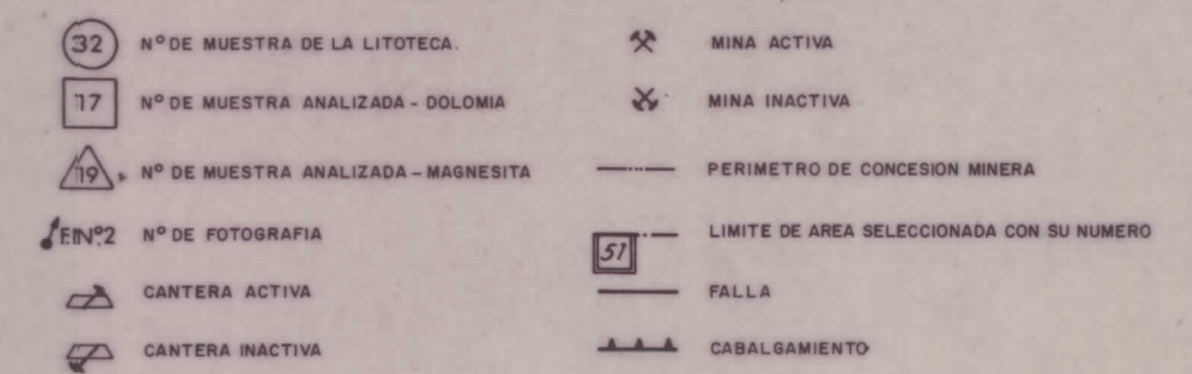 32 Nº DE MUESTRA DE LA LITOTECA.
17 Nº DE MUESTRA ANALIZADA - DOLOMIA
19 Nº DE MUESTRA ANALIZADA - MAGNESITA
F.Nº.2 Nº DE FOTOGRAFIA
CANTERA ACTIVA
CANTERA INACTIVA
MINA ACTIVA
MINA INACTIVA
PERIMETRO DE CONCESION MINERA
51 LIMITE DE AREA SELECCIONADA CON SU NUMERO
FALLA
CABALGAMIENTO